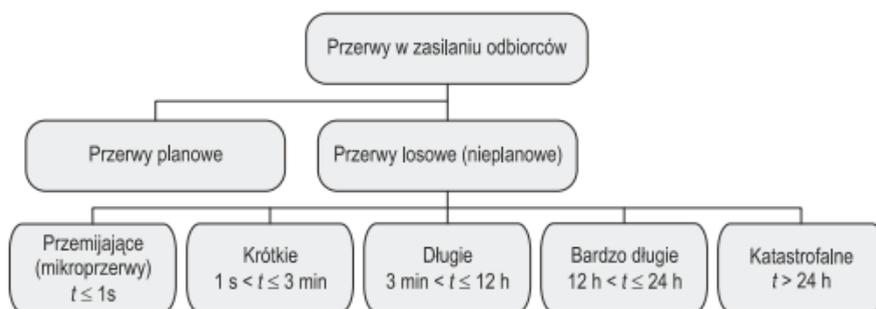 Przerwy w zasilaniu odbiorców
Przerwy planowe
Przerwy losowe (nieplanowe)
Przemijające
(mikroprzerwy)
t ≤ 1s
Krótkie
1 s < t ≤ 3 min
Długie
3 min < t ≤ 12 h
Bardzo długie
12 h < t ≤ 24 h
Katastrofalne
t > 24 h